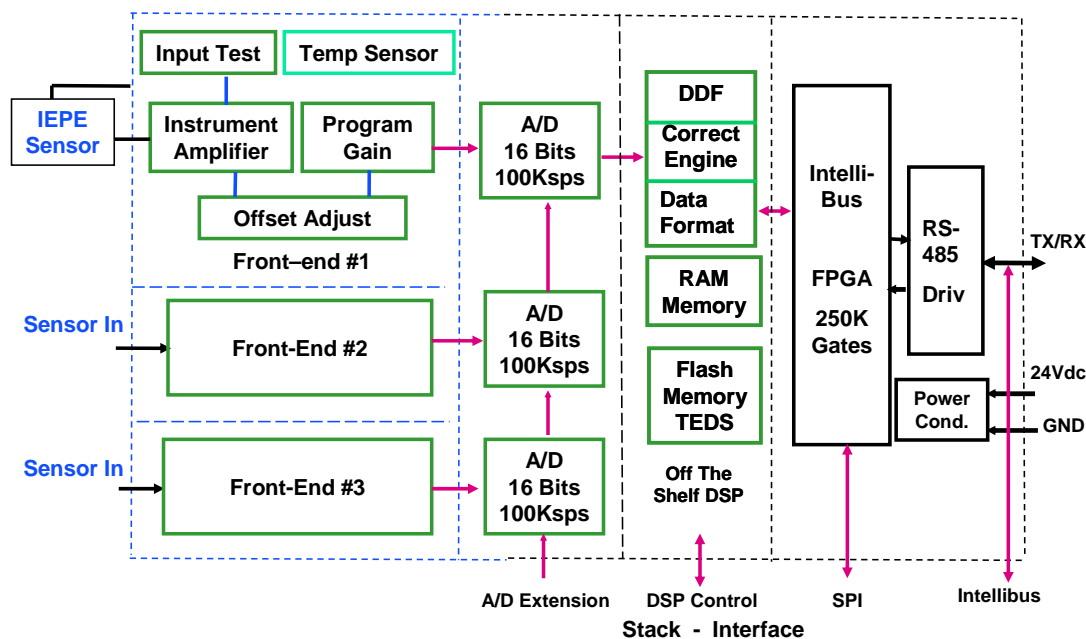 Input Test
Temp Sensor
IEPE
Sensor
Instrument
Amplifier
Program
Gain
Offset Adjust
Front–end #1
A/D
16 Bits
100Ksps
DDF
Correct
Engine
Data
Format
RAM
Memory
Flash
Memory
TEDS
Off The
Shelf DSP
Intelli-
Bus
FPGA
250K
Gates
RS-
485
Driv
TX/RX
24Vdc
GND
Power
Cond.
Sensor In
Front-End #2
A/D
16 Bits
100Ksps
Sensor In
Front-End #3
A/D
16 Bits
100Ksps
A/D Extension
DSP Control
SPI
Intellibus
Stack - Interface